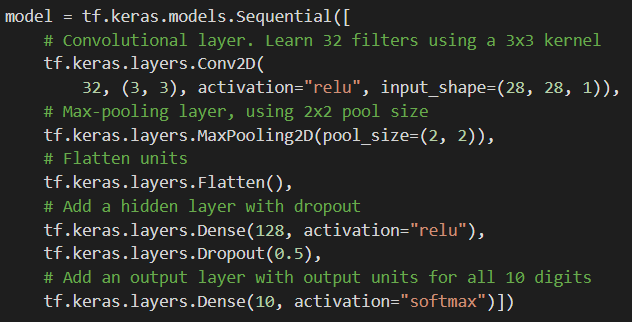 model = tf.keras.models.Sequential([
    # Convolutional layer. Learn 32 filters using a 3x3 kernel
    tf.keras.layers.Conv2D(
        32, (3, 3), activation="relu", input_shape=(28, 28, 1)),
    # Max-pooling layer, using 2x2 pool size
    tf.keras.layers.MaxPooling2D(pool_size=(2, 2)),
    # Flatten units
    tf.keras.layers.Flatten(),
    # Add a hidden layer with dropout
    tf.keras.layers.Dense(128, activation="relu"),
    tf.keras.layers.Dropout(0.5),
    # Add an output layer with output units for all 10 digits
    tf.keras.layers.Dense(10, activation="softmax")])